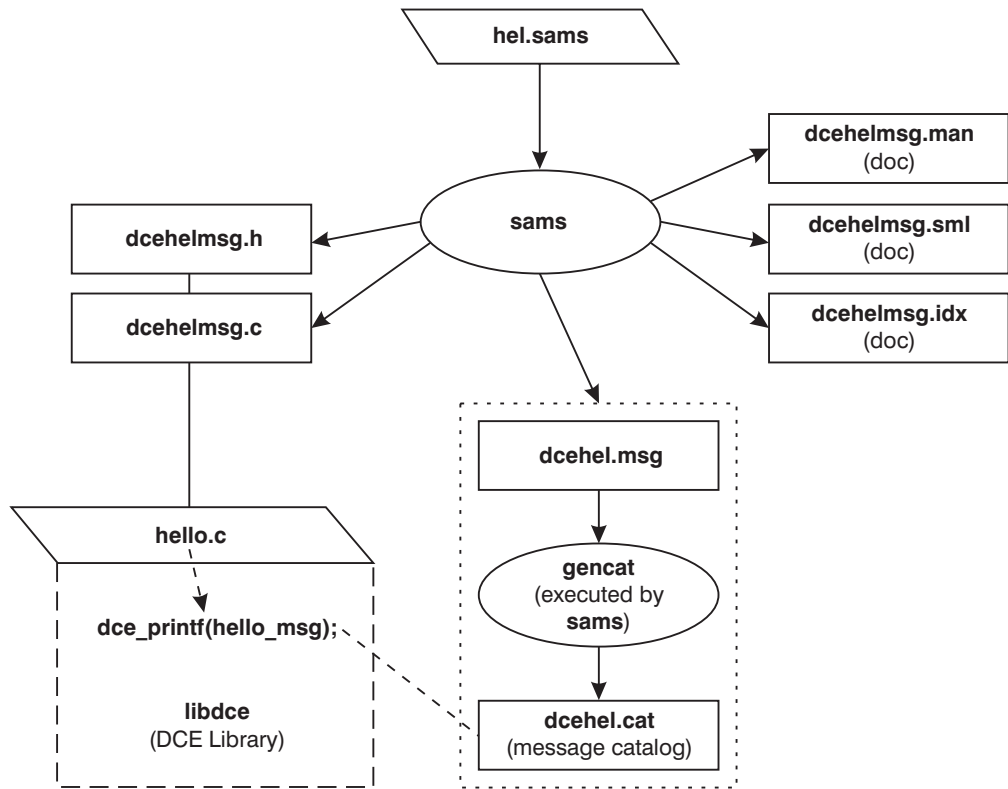 hel.sams
sams
dcehelmsg.man
(doc)
dcehelmsg.sml
(doc)
dcehelmsg.idx
(doc)
dcehelmsg.h
dcehelmsg.c
hello.c
dce_printf(hello_msg);
libdce
(DCE Library)
dcehel.msg
gencat
(executed by
sams)
dcehel.cat
(message catalog)